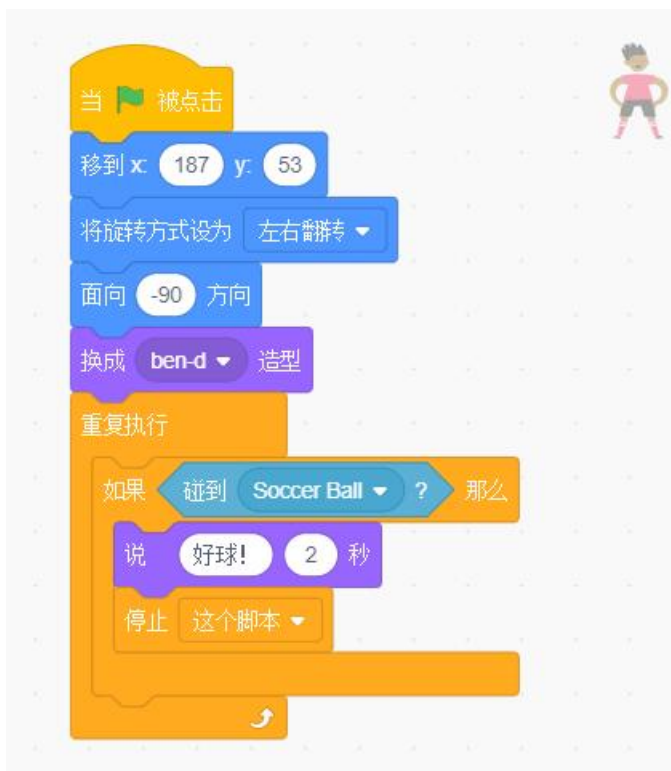 当 被点击
移到 x: 187 y: 53
将旋转方式设为 左右翻转
面向 -90 方向
换成 ben-d 造型
重复执行
如果 碰到 Soccer Ball ? 那么
说 好球! 2 秒
停止 这个脚本